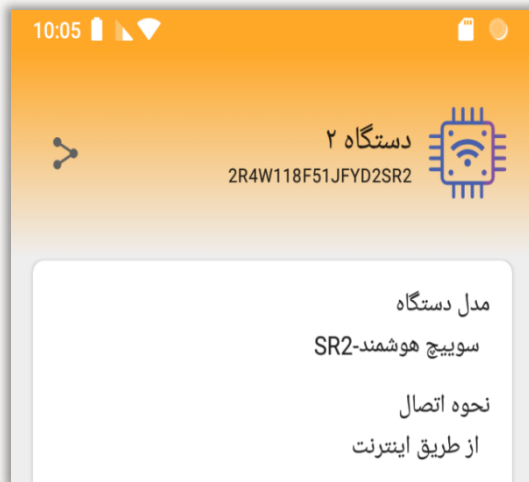 10:05
دستگاه ۲
2R4W118F51JFYD2SR2
مدل دستگاه
سوییچ هوشمند-SR2
نحوه اتصال
از طریق اینترنت